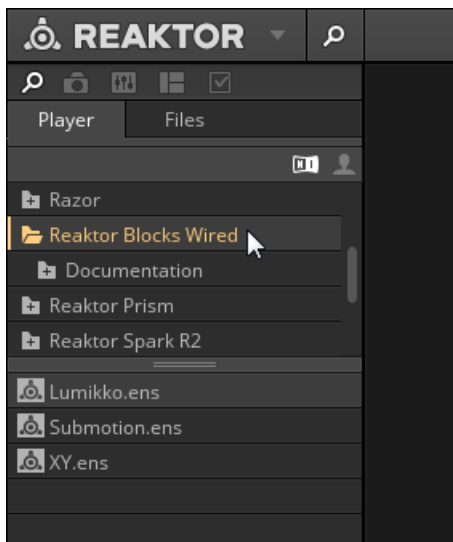 REAKTOR
Player Files
Razor
Reaktor Blocks Wired
Documentation
Reaktor Prism
Reaktor Spark R2
Lumikko.ens
Submotion.ens
XY.ens